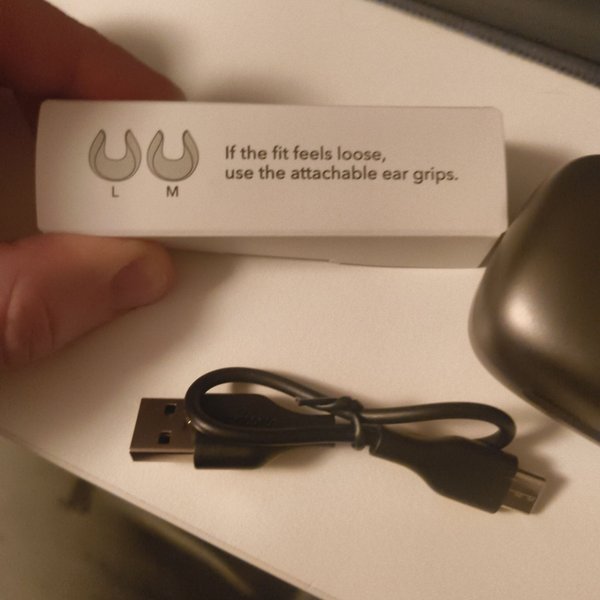 L M
If the fit feels loose,
use the attachable ear grips.